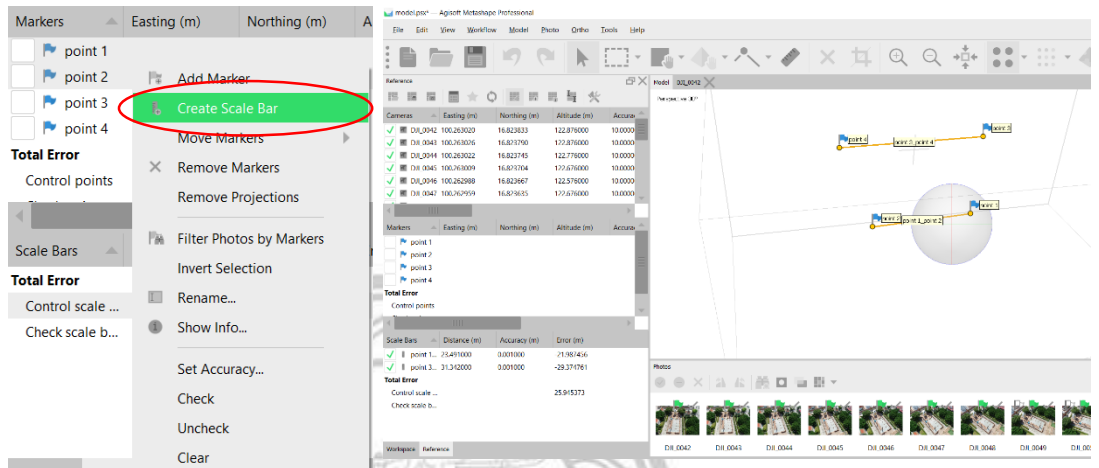 Markers Easting (m) Northing (m) A
point 1
point 2
point 3
point 4
Total Error
Control points
Scale Bars
Total Error
Control scale ...
Check scale b...
Add Marker
Create Scale Bar
Move Markers
Remove Markers
Remove Projections
Filter Photos by Markers
Invert Selection
Rename...
Show Info...
Set Accuracy...
Check
Uncheck
Clear
model.psx* — Agisoft Metashape Professional
File Edit View Workflow Model Photo Ortho Tools Help
Reference
Cameras Easting (m) Northing (m) Altitude (m) Accura
DJI_0042 100.263020 16.823833 122.876000 10.0000
DJI_0043 100.263026 16.823790 122.876000 10.0000
DJI_0044 100.263022 16.823745 122.776000 10.0000
DJI_0045 100.263009 16.823704 122.676000 10.0000
DJI_0046 100.262988 16.823667 122.576000 10.0000
DJI_0047 100.262959 16.823635 122.676000 10.0000
Markers Easting (m) Northing (m) Altitude (m) Accura
point 1
point 2
point 3
point 4
Total Error
Control points
Scale Bars Distance (m) Accuracy (m) Error (m)
point 1... 23.491000 0.001000 -21.987456
point 3... 31.342000 0.001000 -29.374761
Total Error
Control scale ... 25.945373
Check scale b...
Workspace Reference
Model DJI_0042
point 4
point 3_point 4
point 3
point 2
point 1_point 2
point 1
Photos
DJI_0042 DJI_0043 DJI_0044 DJI_0045 DJI_0046 DJI_0047 DJI_0048 DJI_0049 DJI_005